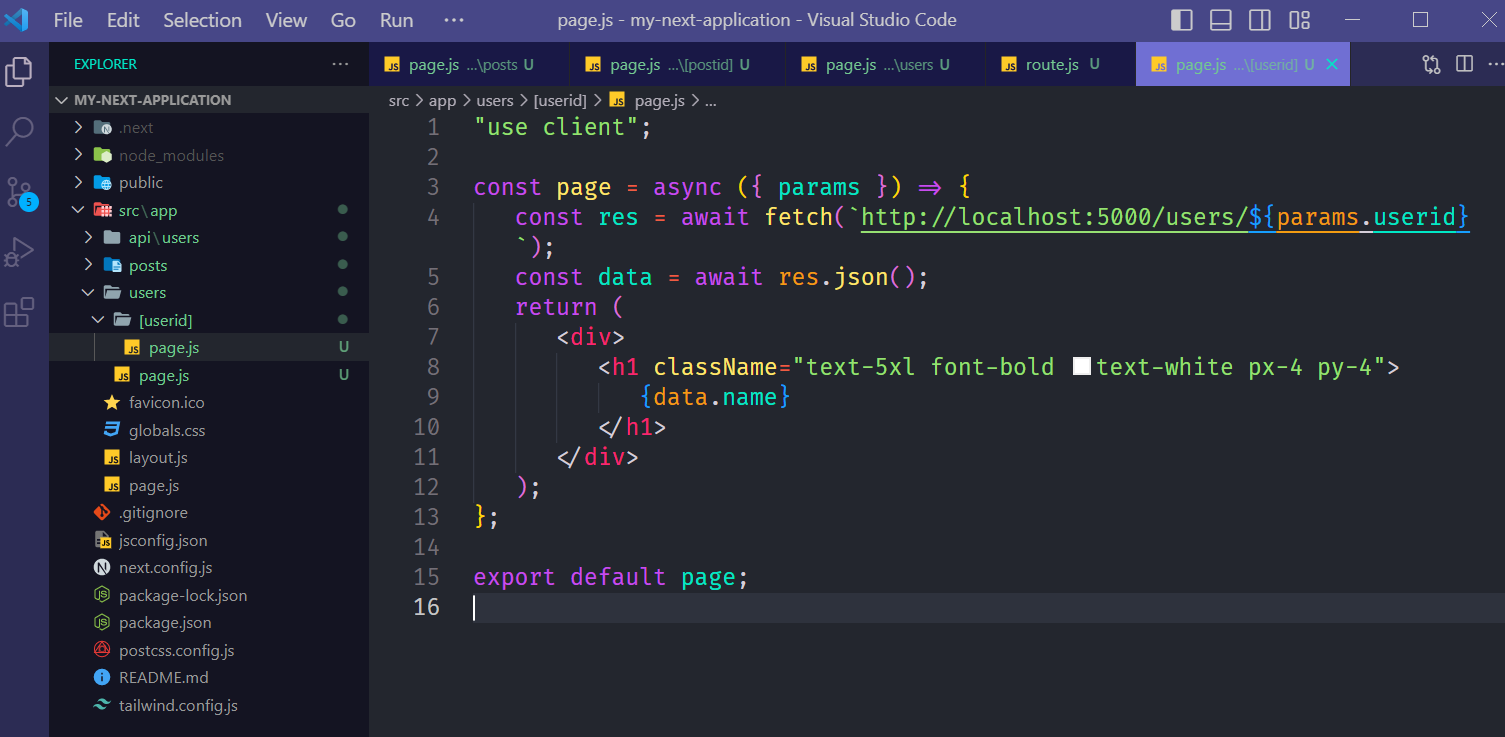 File Edit Selection View Go Run ··· page.js - my-next-application - Visual Studio Code
EXPLORER ···
page.js ...\posts U page.js ...\[postid] U page.js ...\users U route.js U page.js ...\[userid] U
MY-NEXT-APPLICATION
src > app > users > [userid] > JS page.js > ...
.next
node_modules
public
src\app
api\users
posts
users
[userid]
page.js U
page.js U
favicon.ico
globals.css
layout.js
page.js
.gitignore
jsconfig.json
next.config.js
package-lock.json
package.json
postcss.config.js
README.md
tailwind.config.js
5
1 "use client";
2
3 const page = async ({ params }) => {
4 const res = await fetch(`http://localhost:5000/users/${params.userid}
`);
5 const data = await res.json();
6 return (
7 <div>
8 <h1 className="text-5xl font-bold text-white px-4 py-4">
9 {data.name}
10 </h1>
11 </div>
12 );
13 };
14
15 export default page;
16